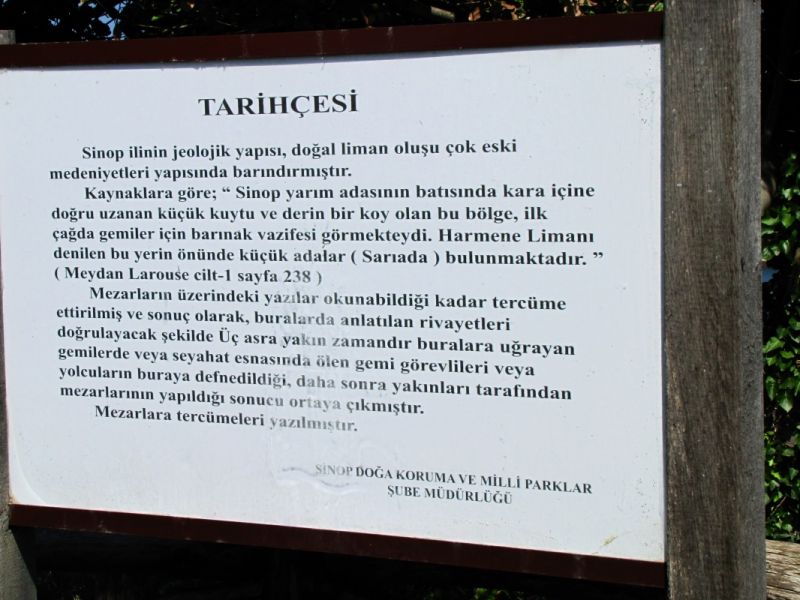 TARİHÇESİ
Sinop ilinin jeolojik yapısı, doğal liman oluşu çok eski
medeniyetleri yapısında barındırmıştır.
Kaynaklara göre; “ Sinop yarım adasının batısında kara içine
doğru uzanan küçük kuytu ve derin bir koy olan bu bölge, ilk
çağda gemiler için barınak vazifesi görmekteydi. Harmene Limanı
denilen bu yerin önünde küçük adalar ( Sarıada ) bulunmaktadır. ”
( Meydan Larouse cilt-1 sayfa 238 )
Mezarların üzerindeki yazılar okunabildiği kadar tercüme
ettirilmiş ve sonuç olarak, buralarda anlatılan rivayetleri
doğrulayacak şekilde Üç asra yakın zamandır buralara uğrayan
gemilerde veya seyahat esnasında ölen gemi görevlileri veya
yolcuların buraya defnedildiği, daha sonra yakınları tarafından
mezarlarının yapıldığı sonucu ortaya çıkmıştır.
Mezarlara tercümeleri yazılmıştır.
SİNOP DOĞA KORUMA VE MİLLİ PARKLAR
ŞUBE MÜDÜRLÜĞÜ